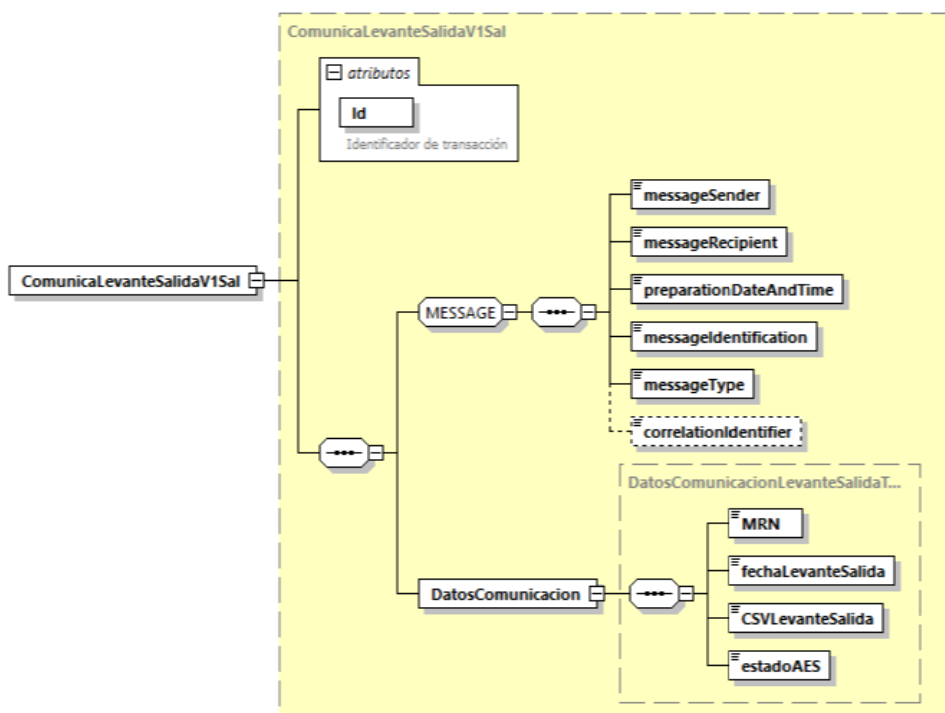 ComunicaLevanteSalidaV1Sal
atributos
Id
Identificador de transacción
ComunicaLevanteSalidaV1Sal
MESSAGE
messageSender
messageRecipient
preparationDateAndTime
messageIdentification
messageType
correlationIdentifier
DatosComunicacionLevanteSalidaT...
DatosComunicacion
MRN
fechaLevanteSalida
CSVLevanteSalida
estadoAES